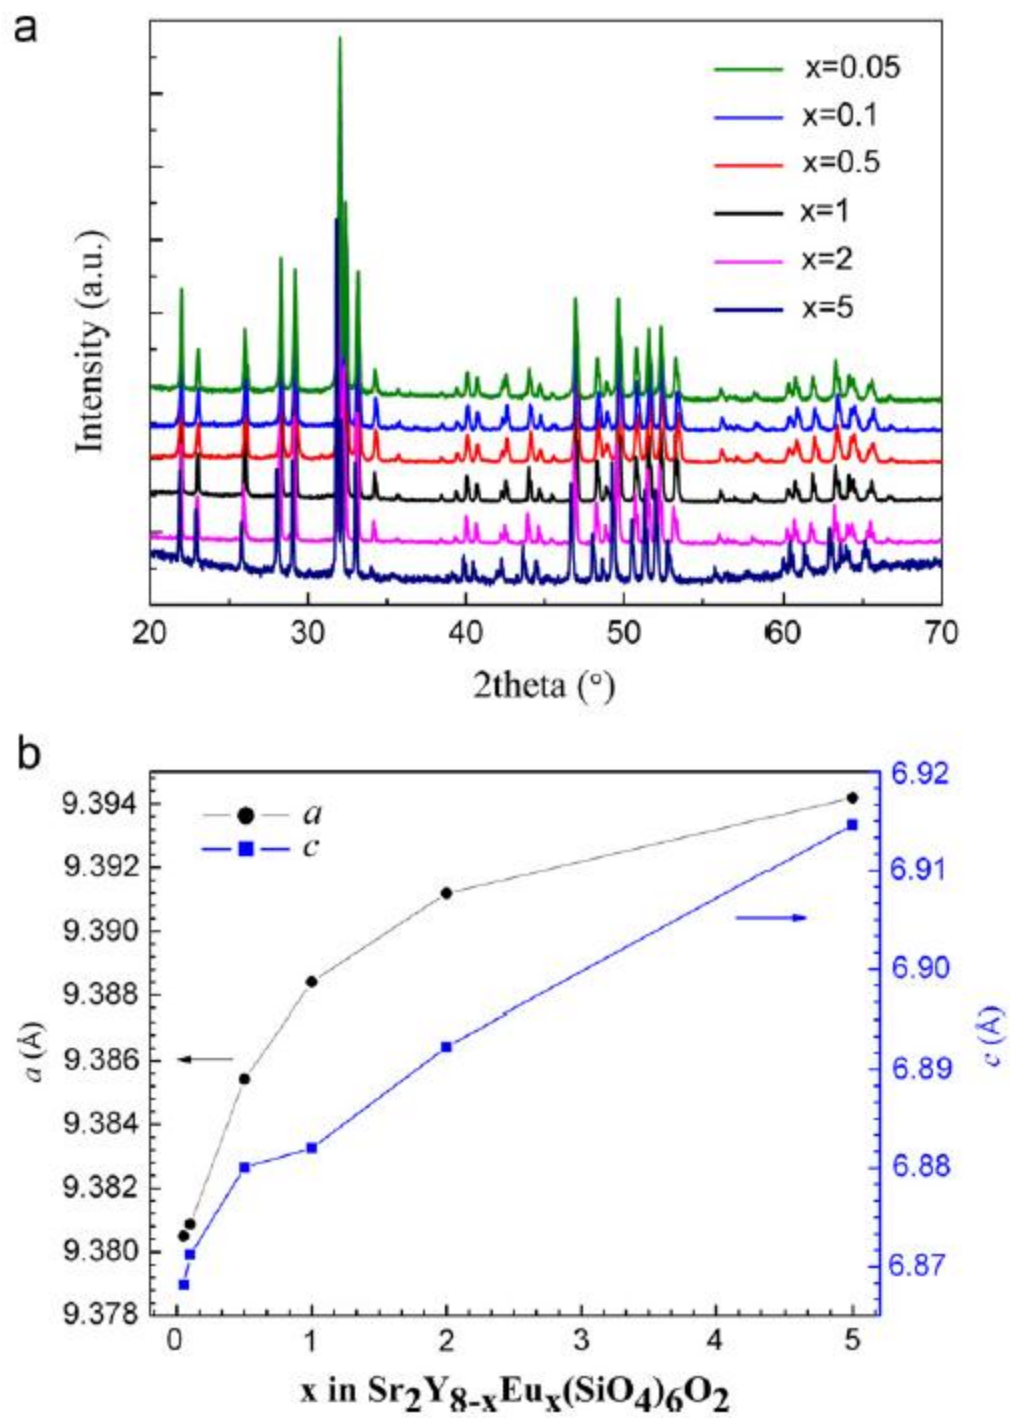 a
x=0.05
x=0.1
x=0.5
x=1
x=2
x=5
Intensity (a.u.)
20 30 40 50 60 70
2theta (°)
b
a
c
9.394
9.392
9.390
9.388
9.386
9.384
9.382
9.380
9.378
a (Å)
6.92
6.91
6.90
6.89
6.88
6.87
c (Å)
0 1 2 3 4 5
x in Sr₂Y₈₋ₓEuₓ(SiO₄)₆O₂